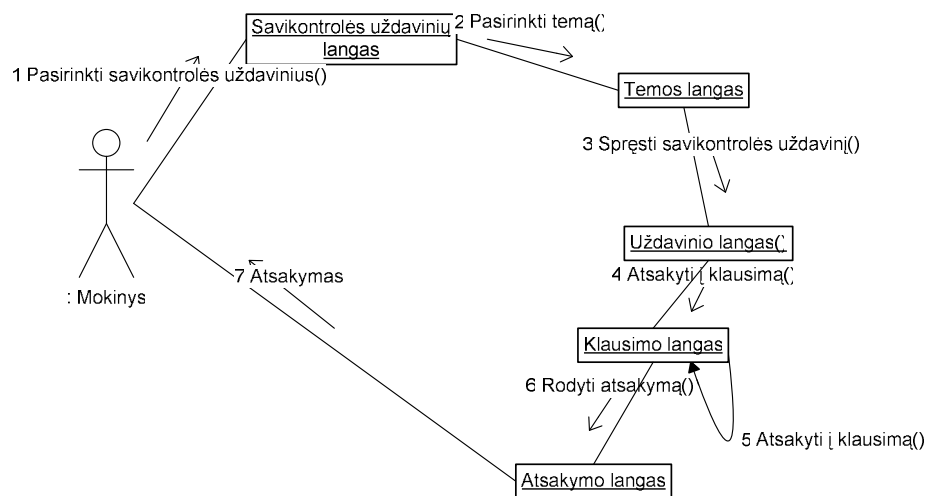 Savikontrolės uždavinių
langas
2 Pasirinkti temą()
1 Pasirinkti savikontrolės uždavinius()
Temos langas
3 Spręsti savikontrolės uždavinį()
: Mokinys
Uždavinio langas()
4 Atsakyti į klausimą()
7 Atsakymas
Klausimo langas
6 Rodyti atsakymą()
5 Atsakyti į klausimą()
Atsakymo langas